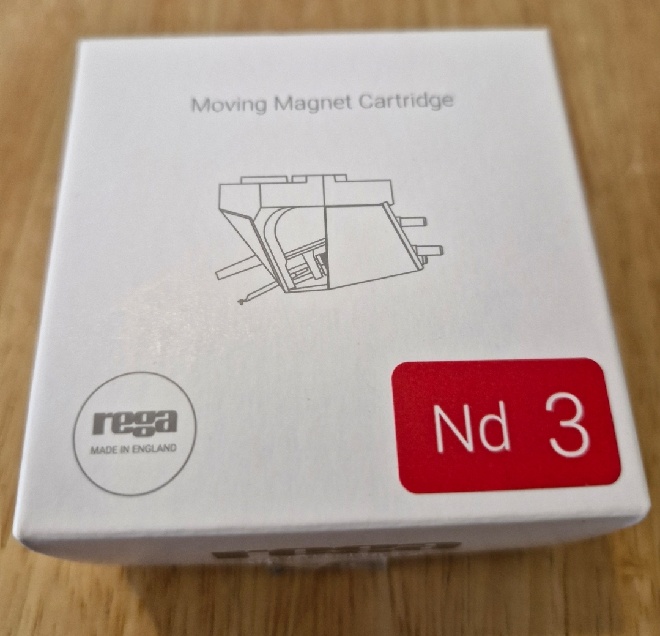 Moving Magnet Cartridge
rega
MADE IN ENGLAND
Nd 3